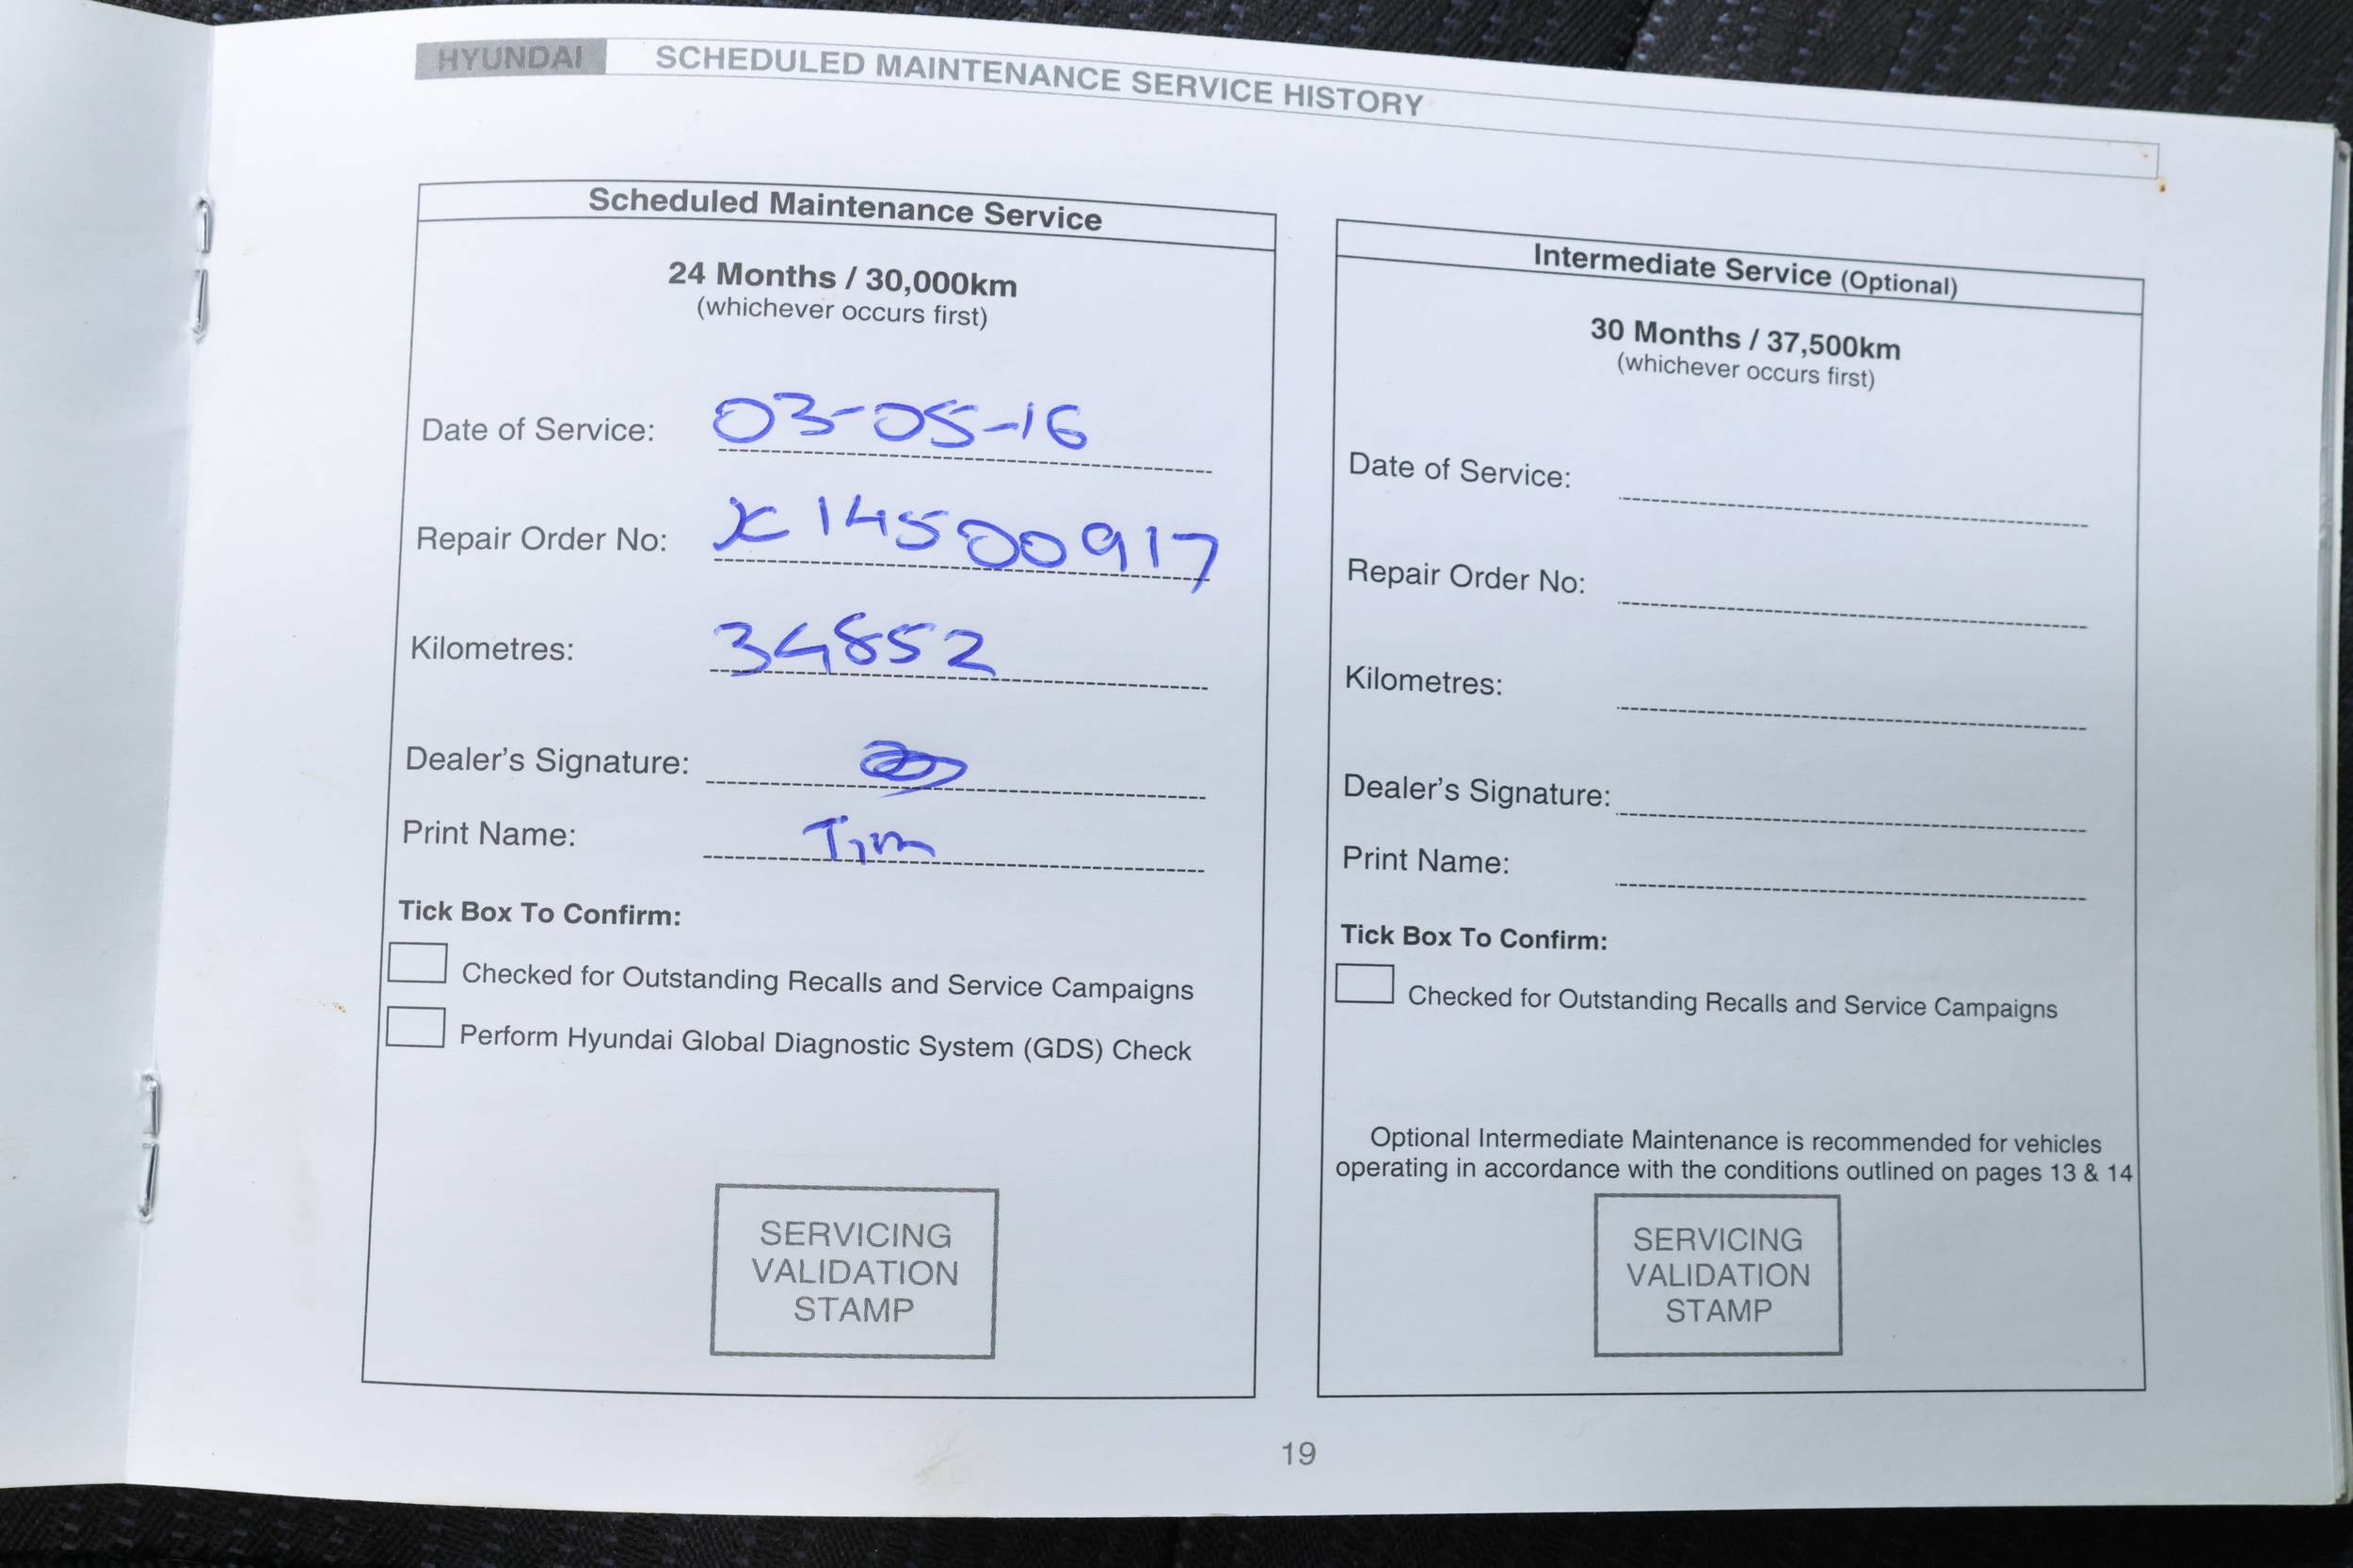 HYUNDAI SCHEDULED MAINTENANCE SERVICE HISTORY
Scheduled Maintenance Service
24 Months / 30,000km
(whichever occurs first)
Date of Service: 03-05-16
Repair Order No: X14500917
Kilometres: 34852
Dealer's Signature:
Print Name: Tim
Tick Box To Confirm:
Checked for Outstanding Recalls and Service Campaigns
Perform Hyundai Global Diagnostic System (GDS) Check
SERVICING
VALIDATION
STAMP
Intermediate Service (Optional)
30 Months / 37,500km
(whichever occurs first)
Date of Service:
Repair Order No:
Kilometres:
Dealer's Signature:
Print Name:
Tick Box To Confirm:
Checked for Outstanding Recalls and Service Campaigns
Optional Intermediate Maintenance is recommended for vehicles
operating in accordance with the conditions outlined on pages 13 & 14
SERVICING
VALIDATION
STAMP
19